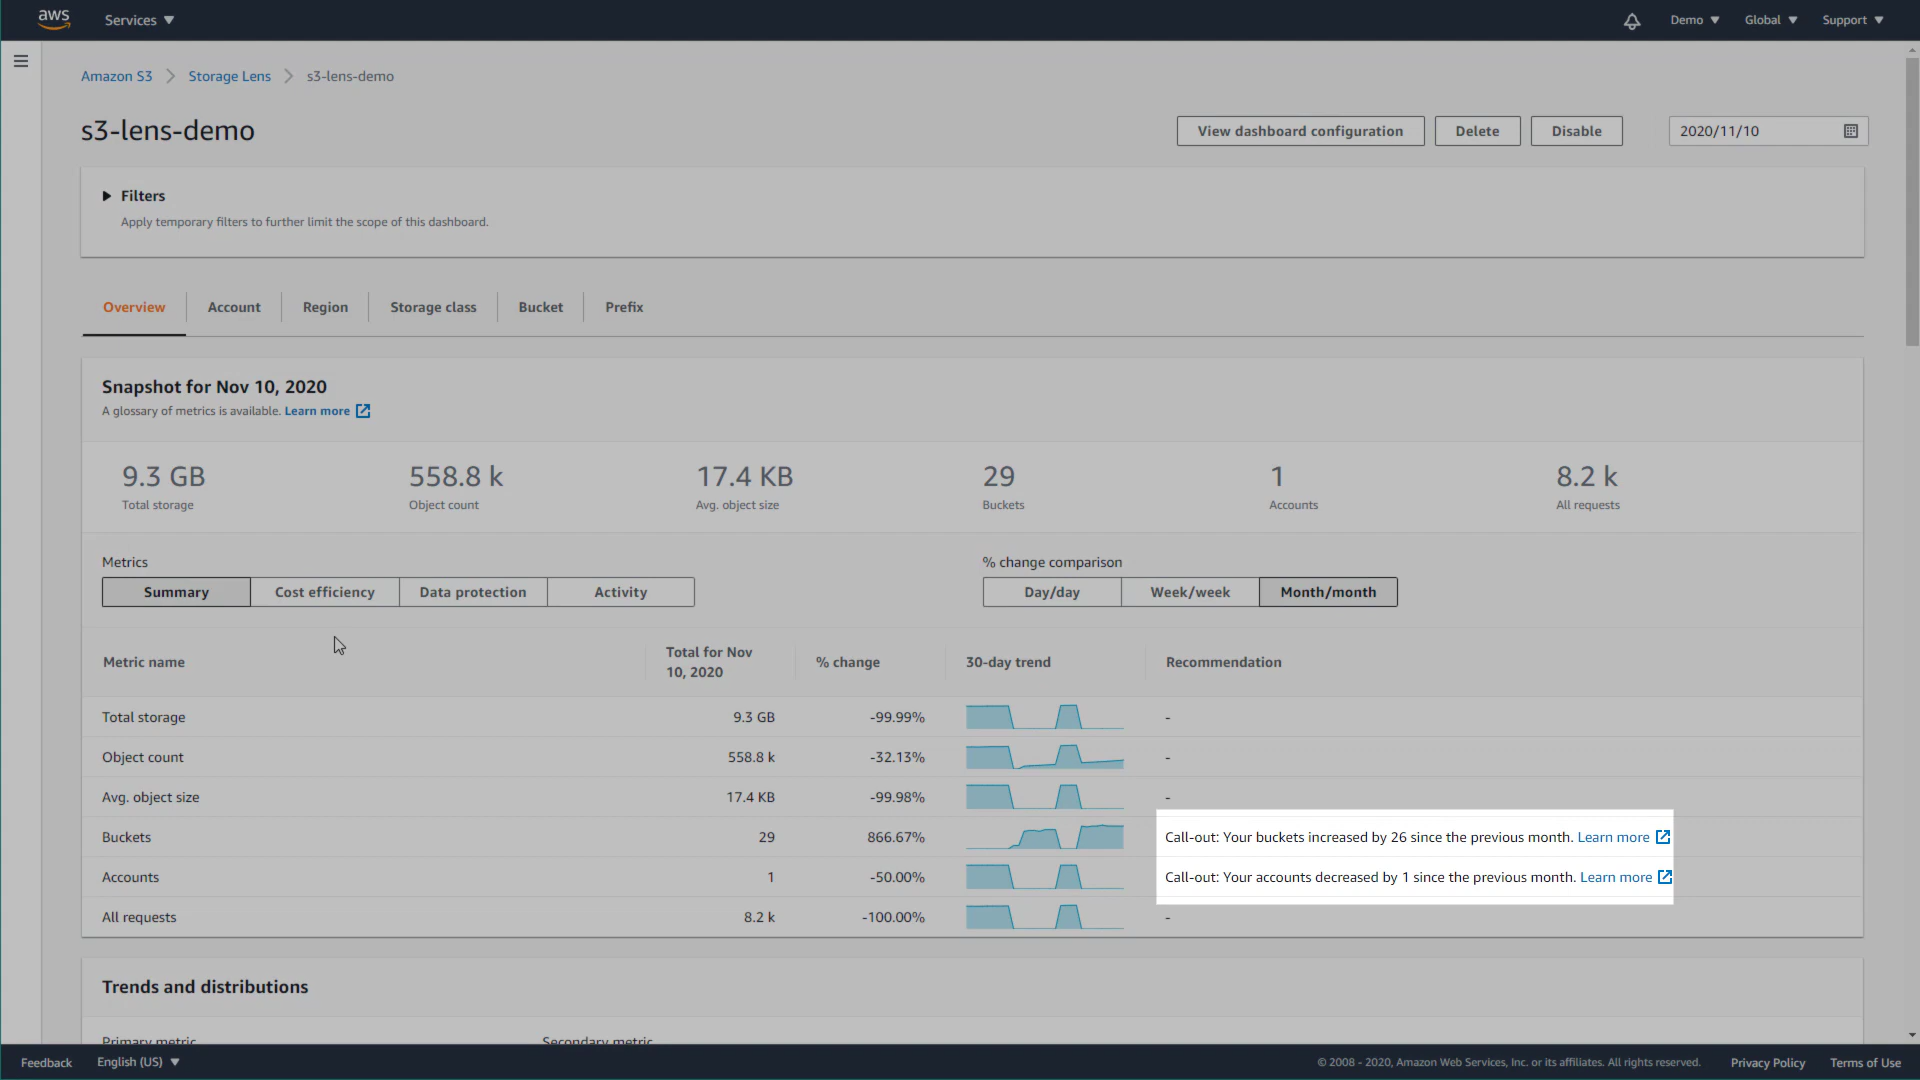 aws Services Demo Global Support
Amazon S3 Storage Lens s3-lens-demo
s3-lens-demo
View dashboard configuration Delete Disable 2020/11/10
Filters
Apply temporary filters to further limit the scope of this dashboard.
Overview Account Region Storage class Bucket Prefix
Snapshot for Nov 10, 2020
A glossary of metrics is available. Learn more
9.3 GB 558.8 k 17.4 KB 29 1 8.2 k
Total storage Object count Avg. object size Buckets Accounts All requests
Metrics % change comparison
Summary Cost efficiency Data protection Activity Day/day Week/week Month/month
Metric name Total for Nov 10, 2020 % change 30-day trend Recommendation
Total storage 9.3 GB -99.99% -
Object count 558.8 k -32.13% -
Avg. object size 17.4 KB -99.98% -
Buckets 29 866.67% Call-out: Your buckets increased by 26 since the previous month. Learn more
Accounts 1 -50.00% Call-out: Your accounts decreased by 1 since the previous month. Learn more
All requests 8.2 k -100.00% -
Trends and distributions
Primary metric Secondary metric
Feedback English (US) © 2008 - 2020, Amazon Web Services, Inc. or its affiliates. All rights reserved. Privacy Policy Terms of Use